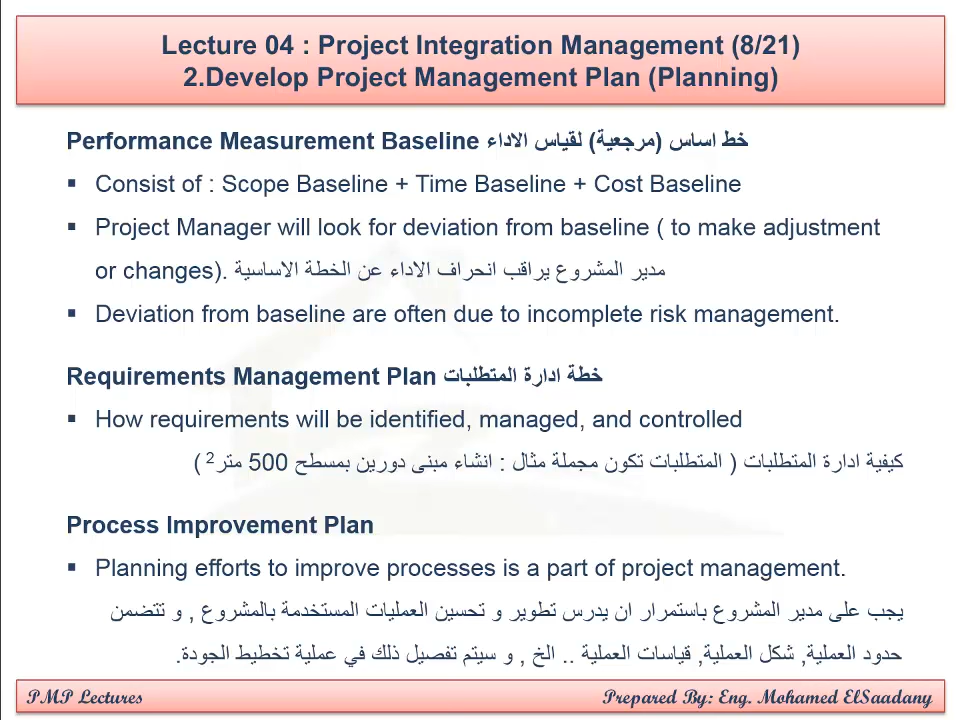 Lecture 04 : Project Integration Management (8/21)
2.Develop Project Management Plan (Planning)
Performance Measurement Baseline خط اساس (مرجعية) لقياس الاداء
▪ Consist of : Scope Baseline + Time Baseline + Cost Baseline
▪ Project Manager will look for deviation from baseline ( to make adjustment
or changes). مدير المشروع يراقب انحراف الاداء عن الخطة الاساسية
▪ Deviation from baseline are often due to incomplete risk management.
Requirements Management Plan خطة ادارة المتطلبات
▪ How requirements will be identified, managed, and controlled
كيفية ادارة المتطلبات ( المتطلبات تكون مجملة مثال : انشاء مبنى دورين بمسطح 500 متر2 )
Process Improvement Plan
▪ Planning efforts to improve processes is a part of project management.
يجب على مدير المشروع باستمرار ان يدرس تطوير و تحسين العمليات المستخدمة بالمشروع , و تتضمن
حدود العملية, شكل العملية, قياسات العملية .. الخ , و سيتم تفصيل ذلك في عملية تخطيط الجودة.
PMP Lectures Prepared By: Eng. Mohamed ElSaadany